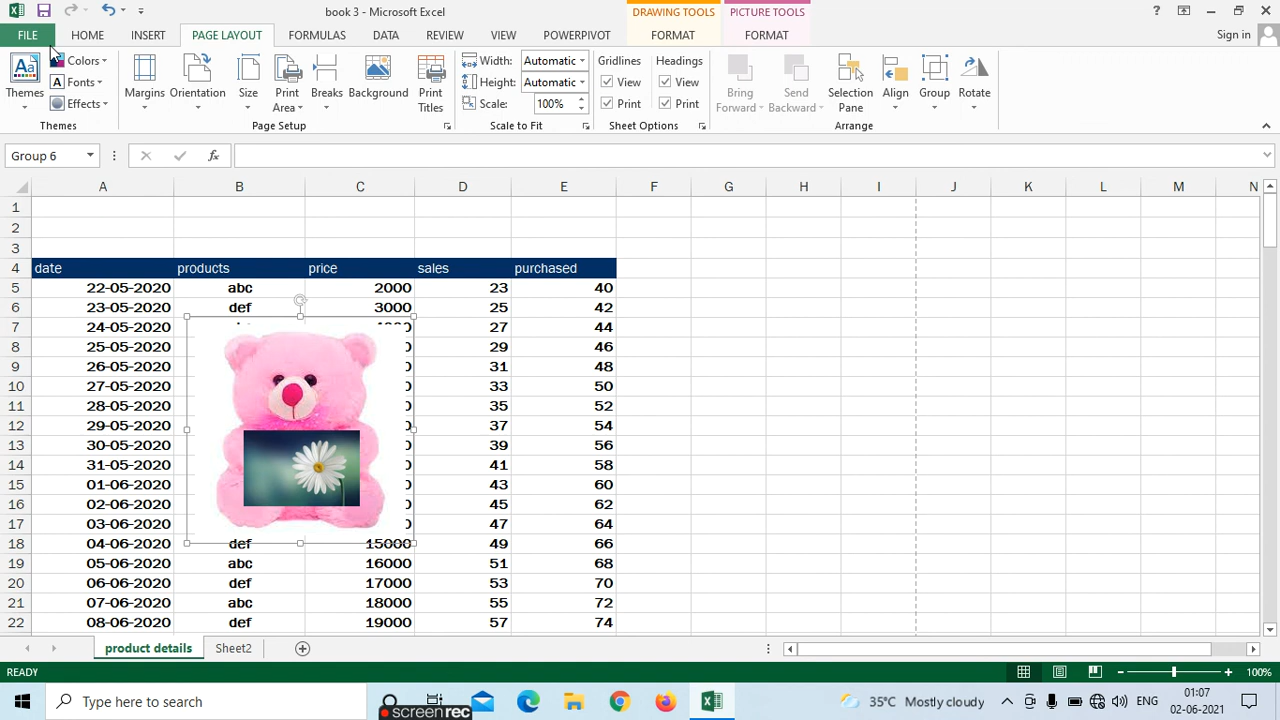 book 3 - Microsoft Excel
DRAWING TOOLS PICTURE TOOLS
?
FILE HOME INSERT PAGE LAYOUT FORMULAS DATA REVIEW VIEW POWERPIVOT FORMAT FORMAT Sign in
Themes Colors Fonts Effects
Margins Orientation Size Print Area Breaks Background Print Titles
Width: Automatic
Height: Automatic
Scale: 100%
Gridlines Headings
View View
Print Print
Bring Forward Send Backward Selection Pane Align Group Rotate
Themes Page Setup Scale to Fit Sheet Options Arrange
Group 6 fx
A B C D E F G H I J K L M N
1
2
3
4 date products price sales purchased
5 22-05-2020 abc 2000 23 40
6 23-05-2020 def 3000 25 42
7 24-05-2020 27 44
8 25-05-2020 0 29 46
9 26-05-2020 0 31 48
10 27-05-2020 0 33 50
11 28-05-2020 0 35 52
12 29-05-2020 0 37 54
13 30-05-2020 0 39 56
14 31-05-2020 0 41 58
15 01-06-2020 0 43 60
16 02-06-2020 0 45 62
17 03-06-2020 0 47 64
18 04-06-2020 def 15000 49 66
19 05-06-2020 abc 16000 51 68
20 06-06-2020 def 17000 53 70
21 07-06-2020 abc 18000 55 72
22 08-06-2020 def 19000 57 74
product details Sheet2
READY 100%
Type here to search
screenrec
35°C Mostly cloudy ENG 01:07
02-06-2021